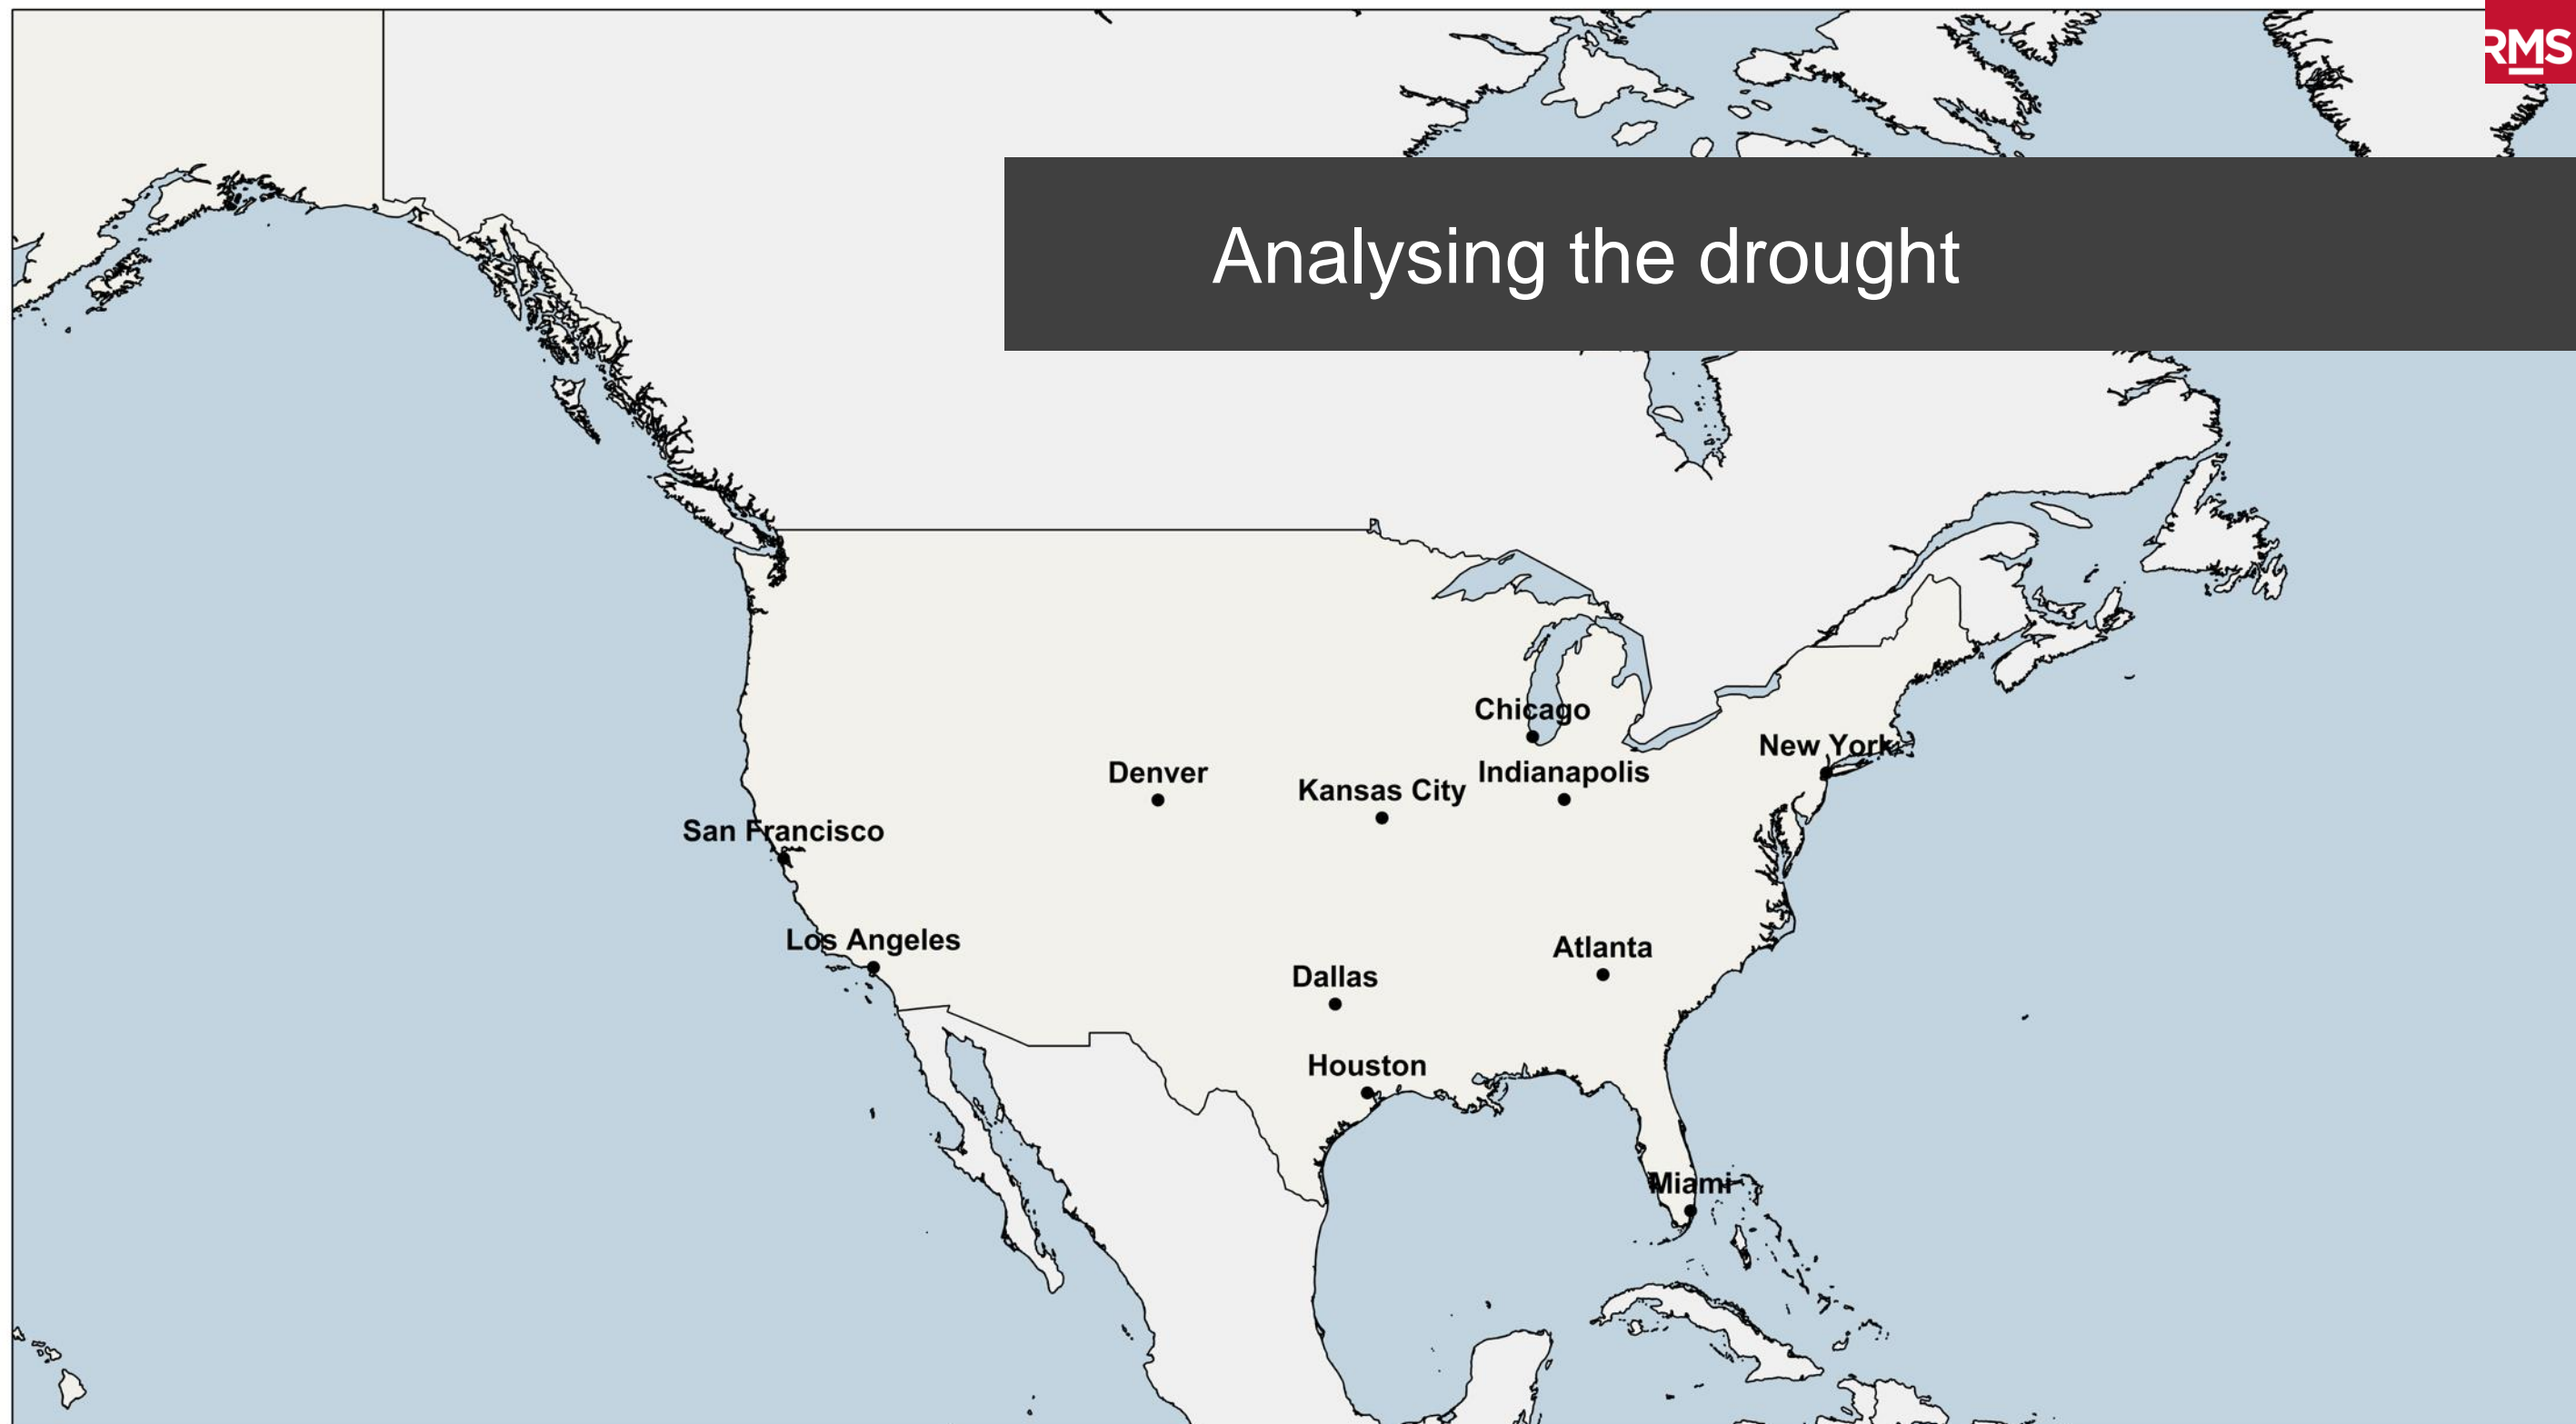 RMS
Analysing the drought
Chicago
New York
Denver
Indianapolis
Kansas City
San Francisco
Los Angeles
Atlanta
Dallas
Houston
Miami